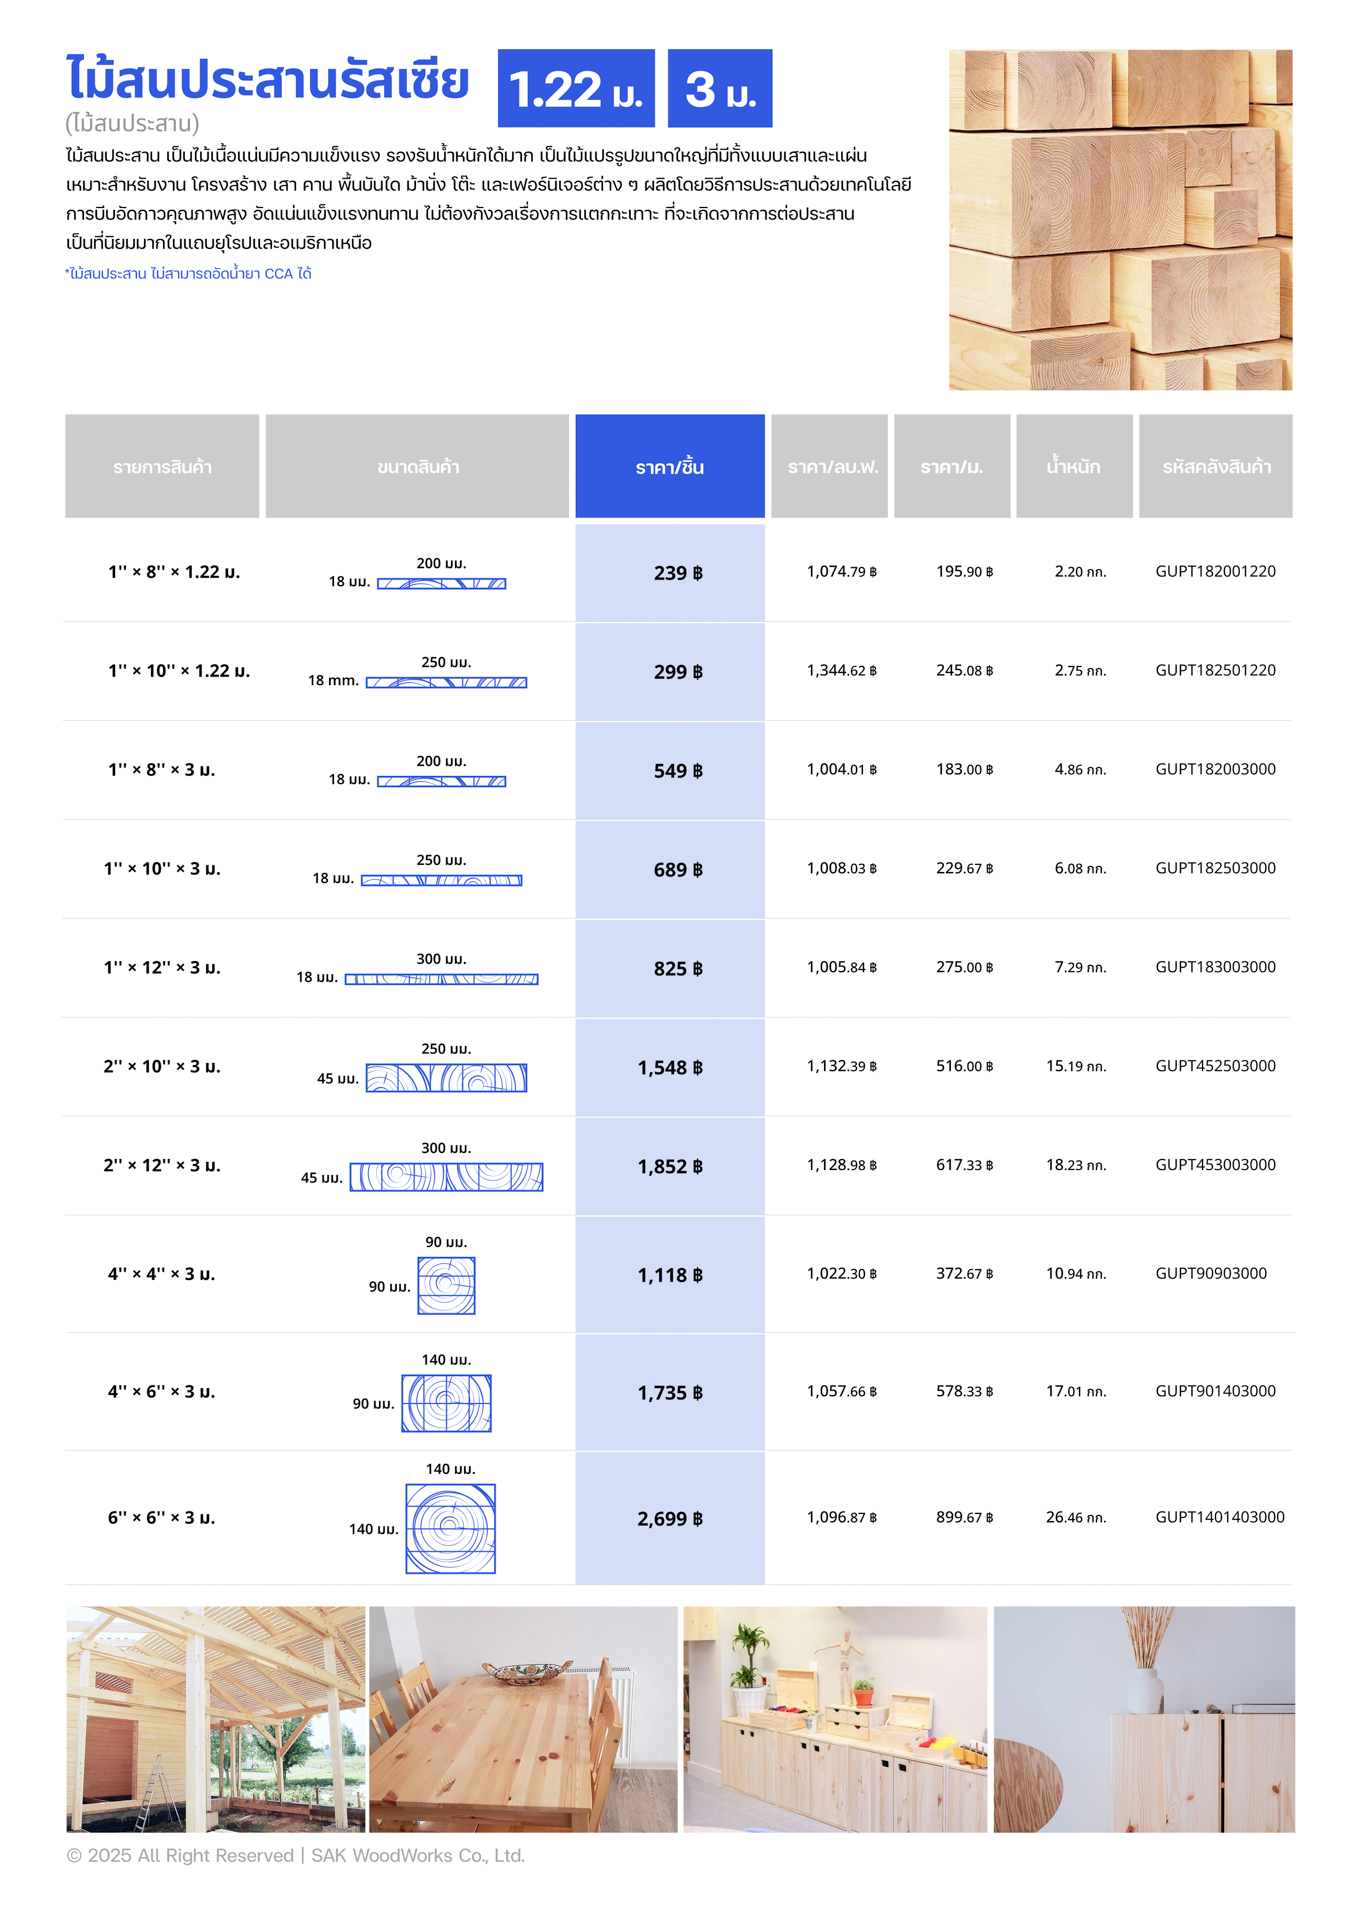 ไม้สนประสานรัสเซีย 1.22 ม. 3 ม.
(ไม้สนประสาน)
ไม้สนประสาน เป็นไม้เนื้อแน่นมีความแข็งแรง รองรับน้ำหนักได้มาก เป็นไม้แปรรูปขนาดใหญ่ที่มีทั้งแบบเสาและแผ่น
เหมาะสำหรับงาน โครงสร้าง เสา คาน พื้นบันได ม้านั่ง โต๊ะ และเฟอร์นิเจอร์ต่าง ๆ ผลิตโดยวิธีการประสานด้วยเทคโนโลยี
การบีบอัดกาวคุณภาพสูง อัดแน่นแข็งแรงทนทาน ไม่ต้องกังวลเรื่องการแตกกะเทาะ ที่จะเกิดจากการต่อประสาน
เป็นที่นิยมมากในแถบยุโรปและอเมริกาเหนือ
*ไม้สนประสาน ไม่สามารถอัดน้ำยา CCA ได้
รายการสินค้า ขนาดสินค้า ราคา/ชิ้น ราคา/ลบ.ฟ. ราคา/ม. น้ำหนัก รหัสคลังสินค้า
200 มม.
1'' × 8'' × 1.22 ม. 18 มม. 239 ฿ 1,074.79 ฿ 195.90 ฿ 2.20 กก. GUPT182001220
250 มม.
1'' × 10'' × 1.22 ม. 18 mm. 299 ฿ 1,344.62 ฿ 245.08 ฿ 2.75 กก. GUPT182501220
200 มม.
1'' × 8'' × 3 ม. 18 มม. 549 ฿ 1,004.01 ฿ 183.00 ฿ 4.86 กก. GUPT182003000
250 มม.
1'' × 10'' × 3 ม. 18 มม. 689 ฿ 1,008.03 ฿ 229.67 ฿ 6.08 กก. GUPT182503000
300 มม.
1'' × 12'' × 3 ม. 18 มม. 825 ฿ 1,005.84 ฿ 275.00 ฿ 7.29 กก. GUPT183003000
250 มม.
2'' × 10'' × 3 ม. 45 มม. 1,548 ฿ 1,132.39 ฿ 516.00 ฿ 15.19 กก. GUPT452503000
300 มม.
2'' × 12'' × 3 ม. 45 มม. 1,852 ฿ 1,128.98 ฿ 617.33 ฿ 18.23 กก. GUPT453003000
90 มม.
4'' × 4'' × 3 ม. 90 มม. 1,118 ฿ 1,022.30 ฿ 372.67 ฿ 10.94 กก. GUPT90903000
140 มม.
4'' × 6'' × 3 ม. 90 มม. 1,735 ฿ 1,057.66 ฿ 578.33 ฿ 17.01 กก. GUPT901403000
140 มม.
6'' × 6'' × 3 ม. 140 มม. 2,699 ฿ 1,096.87 ฿ 899.67 ฿ 26.46 กก. GUPT1401403000
© 2025 All Right Reserved | SAK WoodWorks Co., Ltd.